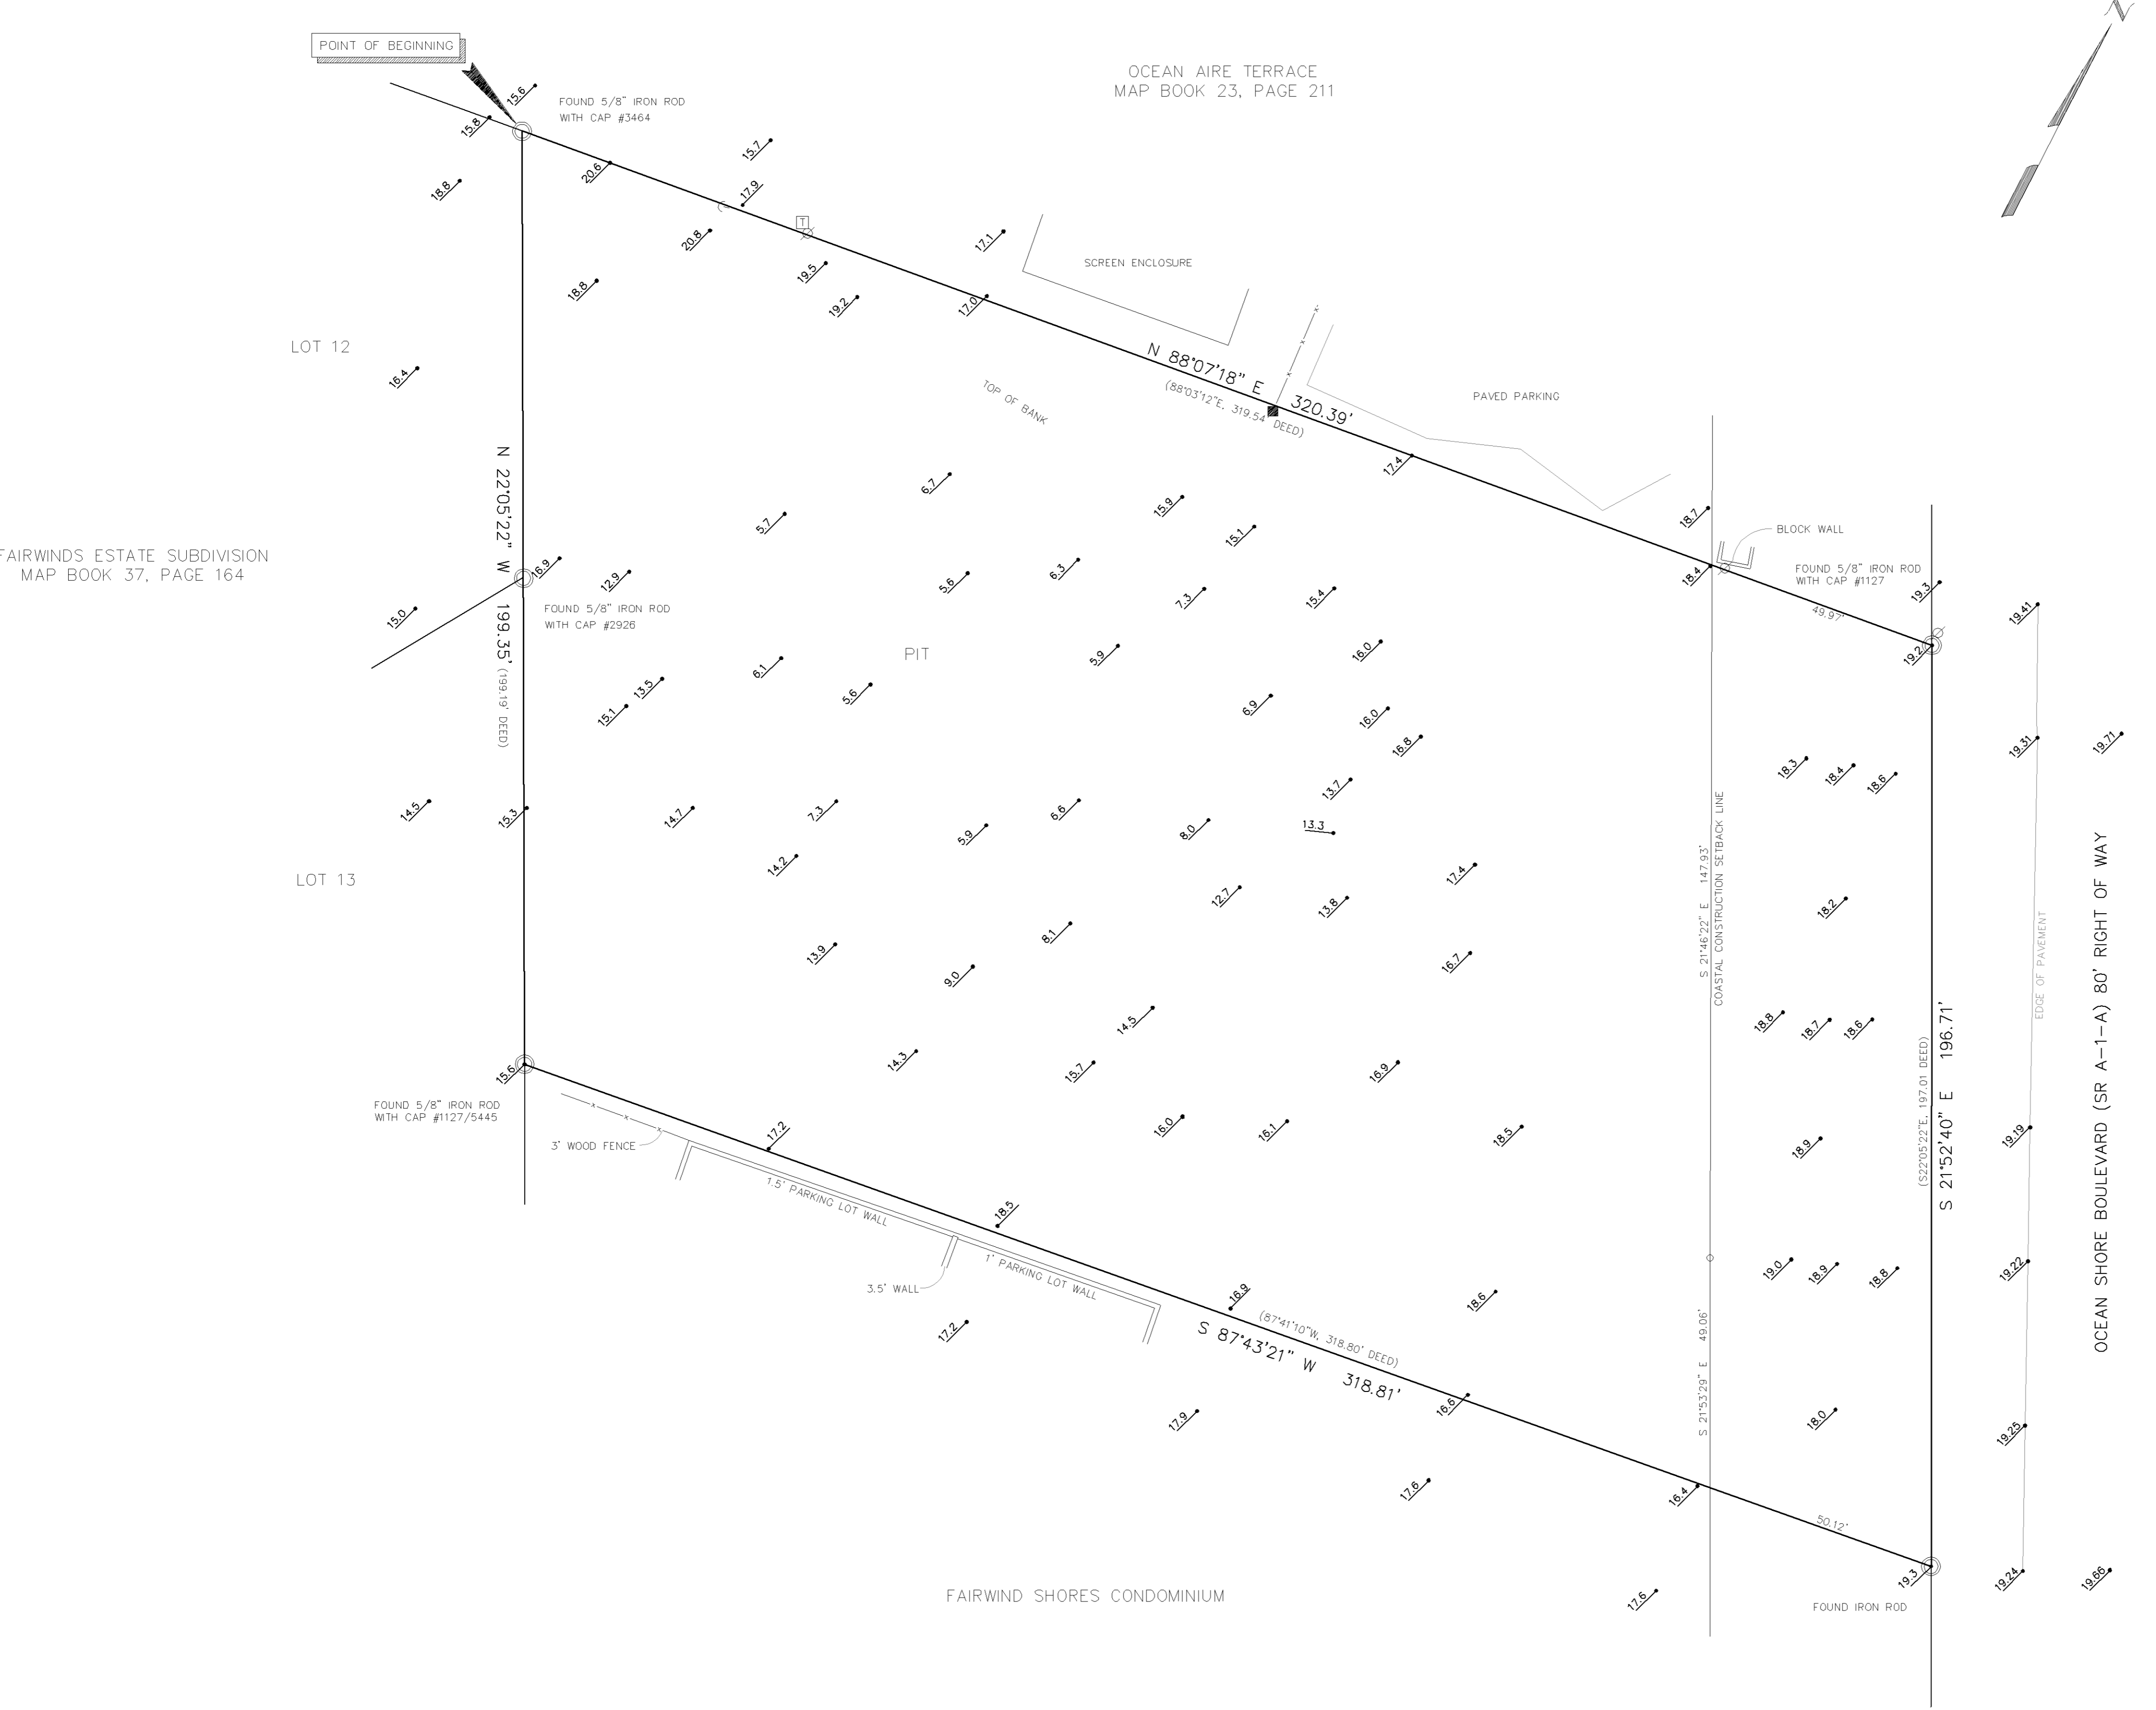 N
POINT OF BEGINNING
OCEAN AIRE TERRACE
MAP BOOK 23, PAGE 211
15.6
FOUND 5/8" IRON ROD
WITH CAP #3464
15.8
15.7
20.6
18.8
17.9
T
20.8
17.1
19.5
SCREEN ENCLOSURE
18.8
19.2
17.0
LOT 12
N 88°07'18" E 320.39'
(88°03'12"E, 319.54' DEED)
16.4
TOP OF BANK
PAVED PARKING
17.4
N 22°05'22" W 199.35' (199.19' DEED)
6.7
15.9
5.7
15.1
18.7
BLOCK WALL
FAIRWINDS ESTATE SUBDIVISION
MAP BOOK 37, PAGE 164
16.9
12.9
5.6
6.3
18.4
FOUND 5/8" IRON ROD
WITH CAP #1127
19.3
7.3
15.4
49.97'
19.41
15.0
FOUND 5/8" IRON ROD
WITH CAP #2926
PIT
5.9
16.0
19.2
6.1
13.5
5.6
15.1
6.9
16.0
16.8
19.31
19.71
18.3
18.4
18.6
13.7
14.5
15.3
14.7
7.3
6.6
5.9
8.0
13.3
14.2
LOT 13
17.4
12.7
13.8
18.2
S 21°46'22" E 147.93'
COASTAL CONSTRUCTION SETBACK LINE
EDGE OF PAVEMENT
OCEAN SHORE BOULEVARD (SR A-1-A) 80' RIGHT OF WAY
8.1
13.9
9.0
16.7
14.5
18.8
18.7
18.6
14.3
15.7
16.9
15.6
(S22°05'22"E, 197.01 DEED)
S 21°52'40" E 196.71'
FOUND 5/8" IRON ROD
WITH CAP #1127/5445
3' WOOD FENCE
17.2
16.0
16.1
18.5
18.9
19.19
1.5' PARKING LOT WALL
18.5
1' PARKING LOT WALL
3.5' WALL
19.0
18.9
18.8
19.22
16.9
18.6
17.2
(87°41'10"W, 318.80' DEED)
S 87°43'21" W 318.81'
S 21°53'29" E 49.06'
17.9
16.6
18.0
19.25
17.6
16.4
50.12'
19.3
19.24
19.66
FAIRWIND SHORES CONDOMINIUM
17.6
FOUND IRON ROD